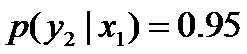 p(y₂ | x₁) = 0.95